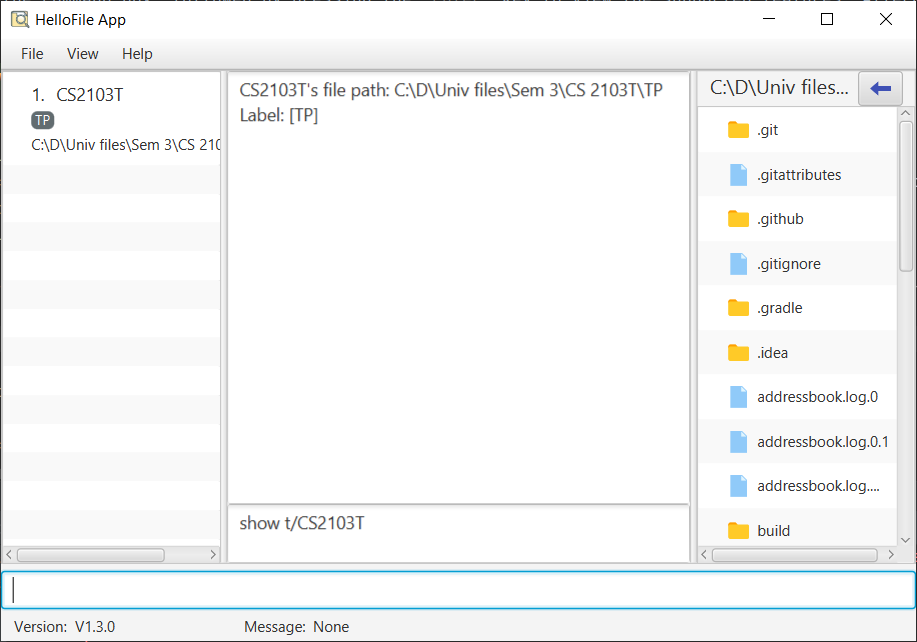 HelloFile App
File View Help
1. CS2103T
TP
C:\D\Univ files\Sem 3\CS 210
CS2103T's file path: C:\D\Univ files\Sem 3\CS 2103T\TP
Label: [TP]
show t/CS2103T
C:\D\Univ files...
.git
.gitattributes
.github
.gitignore
.gradle
.idea
addressbook.log.0
addressbook.log.0.1
addressbook.log....
build
Version: V1.3.0
Message: None